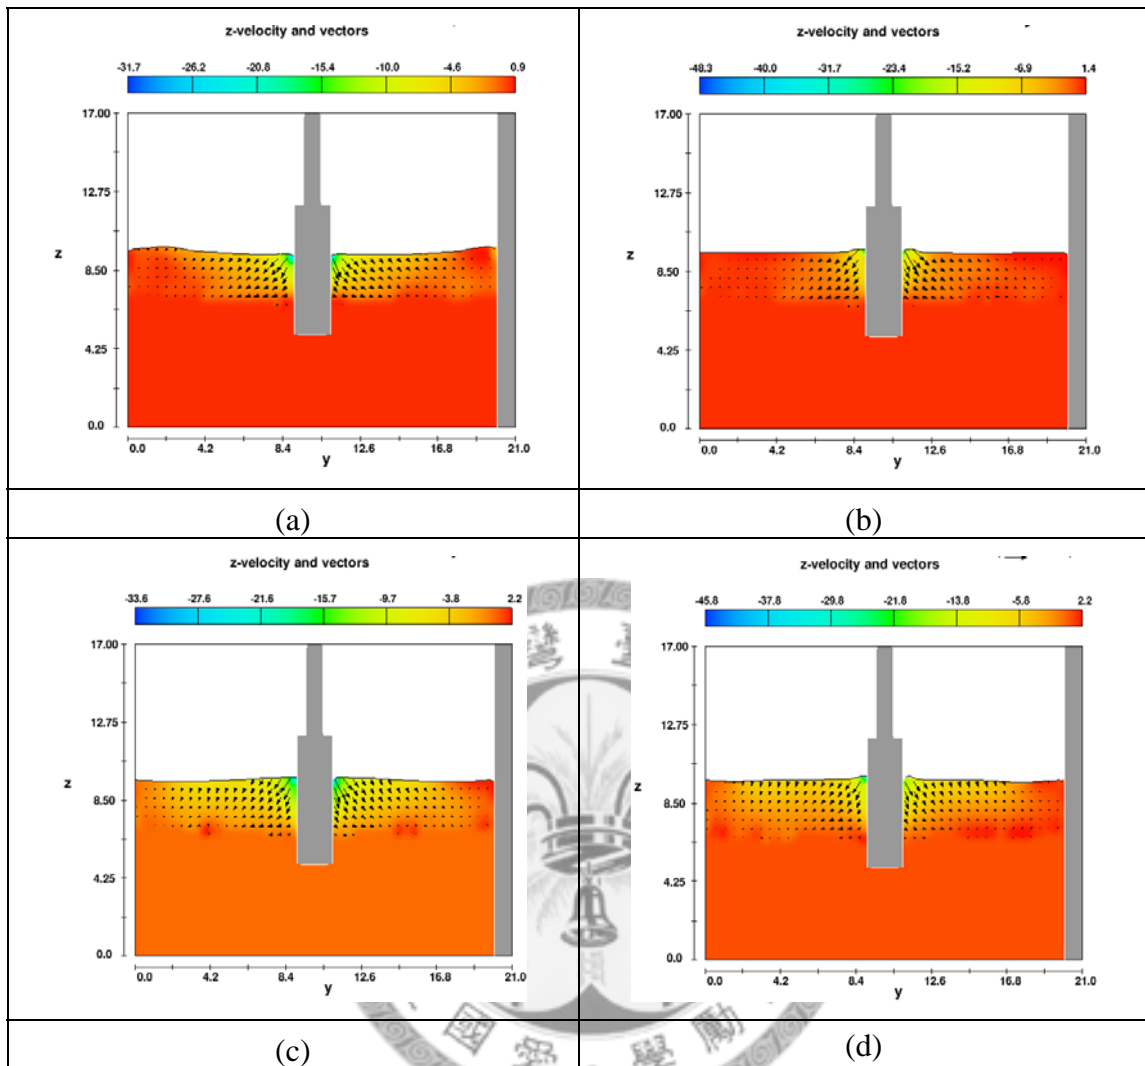 z-velocity and vectors
-31.7 -26.2 -20.8 -15.4 -10.0 -4.6 0.9
17.00
12.75
z
8.50
4.25
0.0
0.0 4.2 8.4 12.6 16.8 21.0
y
(a)
z-velocity and vectors
-48.3 -40.0 -31.7 -23.4 -15.2 -6.9 1.4
17.00
12.75
z
8.50
4.25
0.0
0.0 4.2 8.4 12.6 16.8 21.0
y
(b)
z-velocity and vectors
-33.6 -27.6 -21.6 -15.7 -9.7 -3.8 2.2
17.00
12.75
z
8.50
4.25
0.0
0.0 4.2 8.4 12.6 16.8 21.0
y
(c)
z-velocity and vectors
-45.8 -37.8 -29.8 -21.8 -13.8 -5.8 2.2
17.00
12.75
z
8.50
4.25
0.0
0.0 4.2 8.4 12.6 16.8 21.0
y
(d)